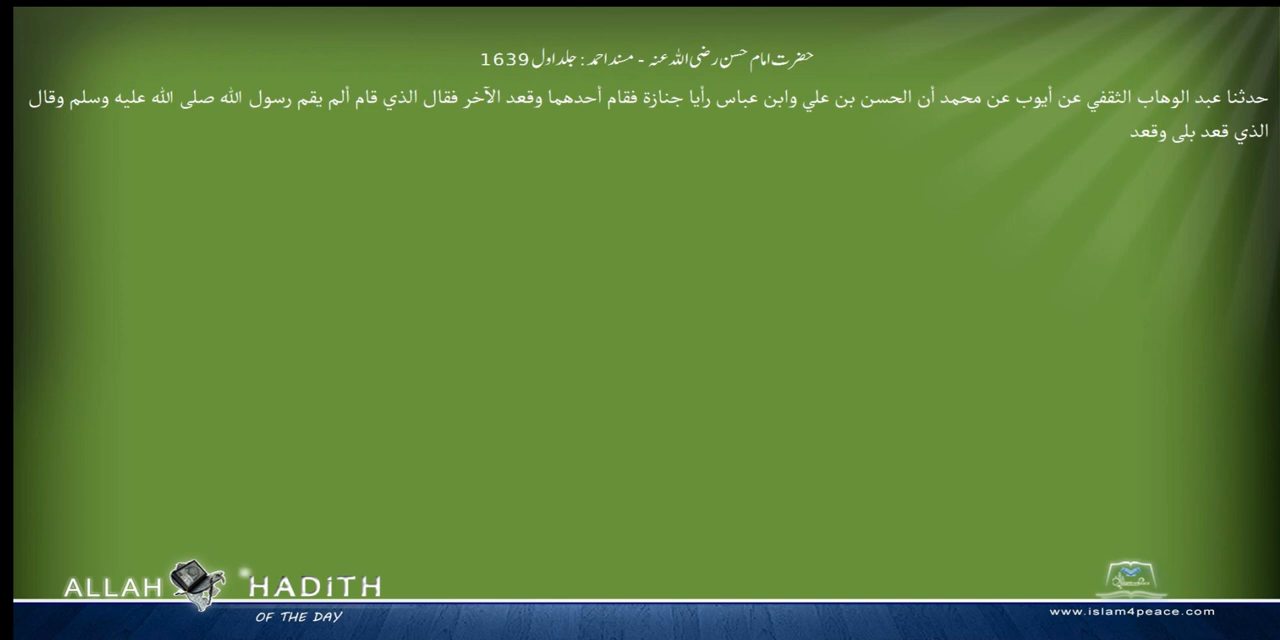 حضرت امام حسن رضی اللہ عنہ - مسند احمد : جلد اول 1639
حدثنا عبد الوهاب الثقفي عن أيوب عن محمد أن الحسن بن علي وابن عباس رأيا جنازة فقام أحدهما وقعد الآخر فقال الذي قام ألم يقم رسول الله صلى الله عليه وسلم وقال
الذي قعد بلى وقعد
ALLAH HADITH
OF THE DAY
www.islam4peace.com